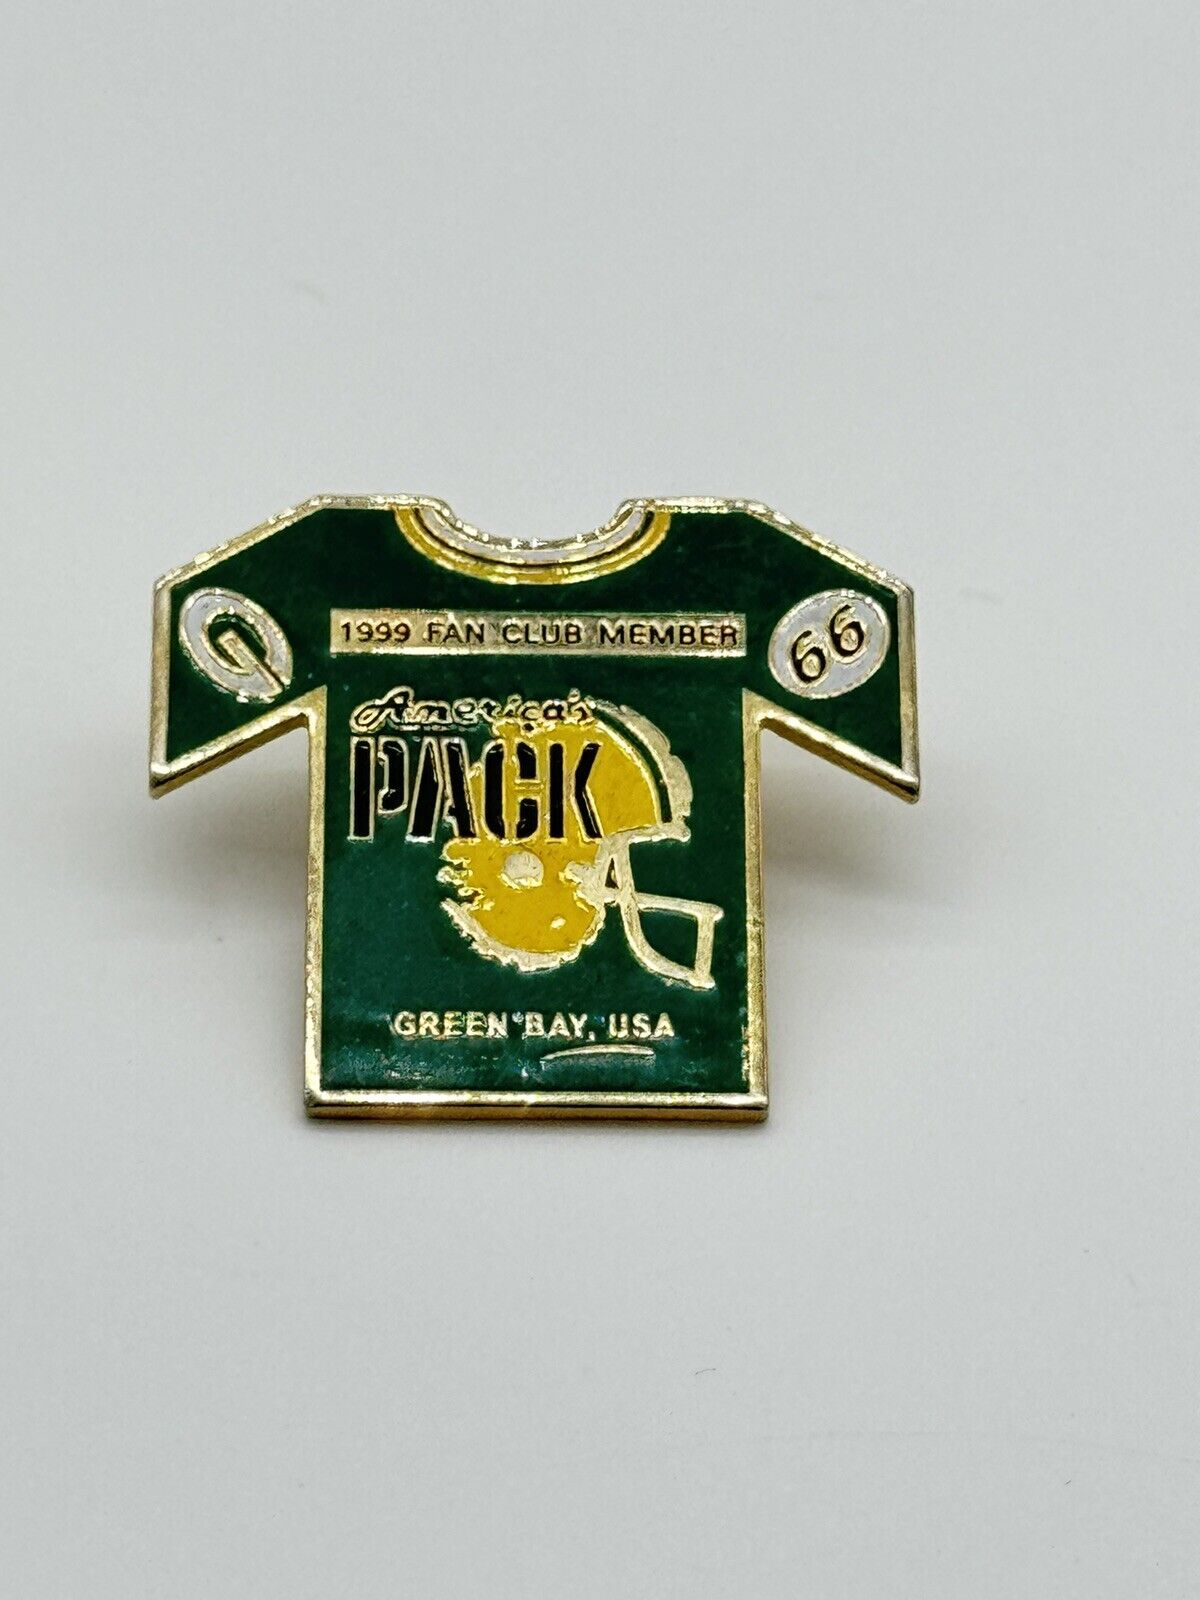 1999 FAN CLUB MEMBER
G
66
America's
PACK
GREEN BAY, USA